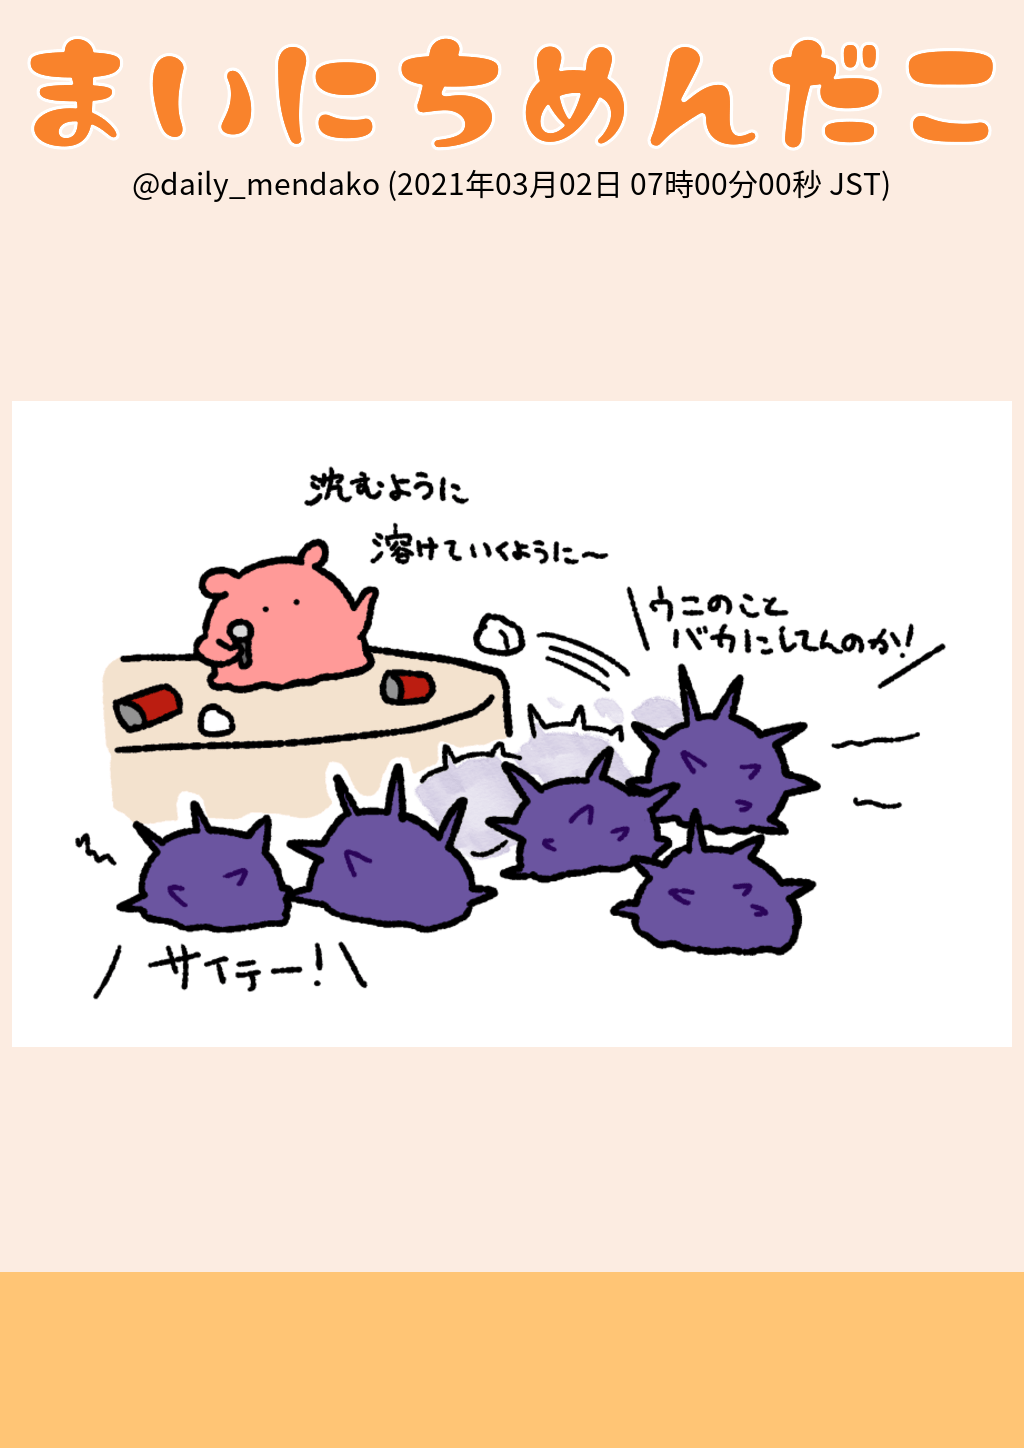 まいにちめんだこ
@daily_mendako (2021年03月02日 07時00分00秒 JST)
沈むように
溶けていくように〜
ウニのこと
バカにしてんのか!
サイテー!